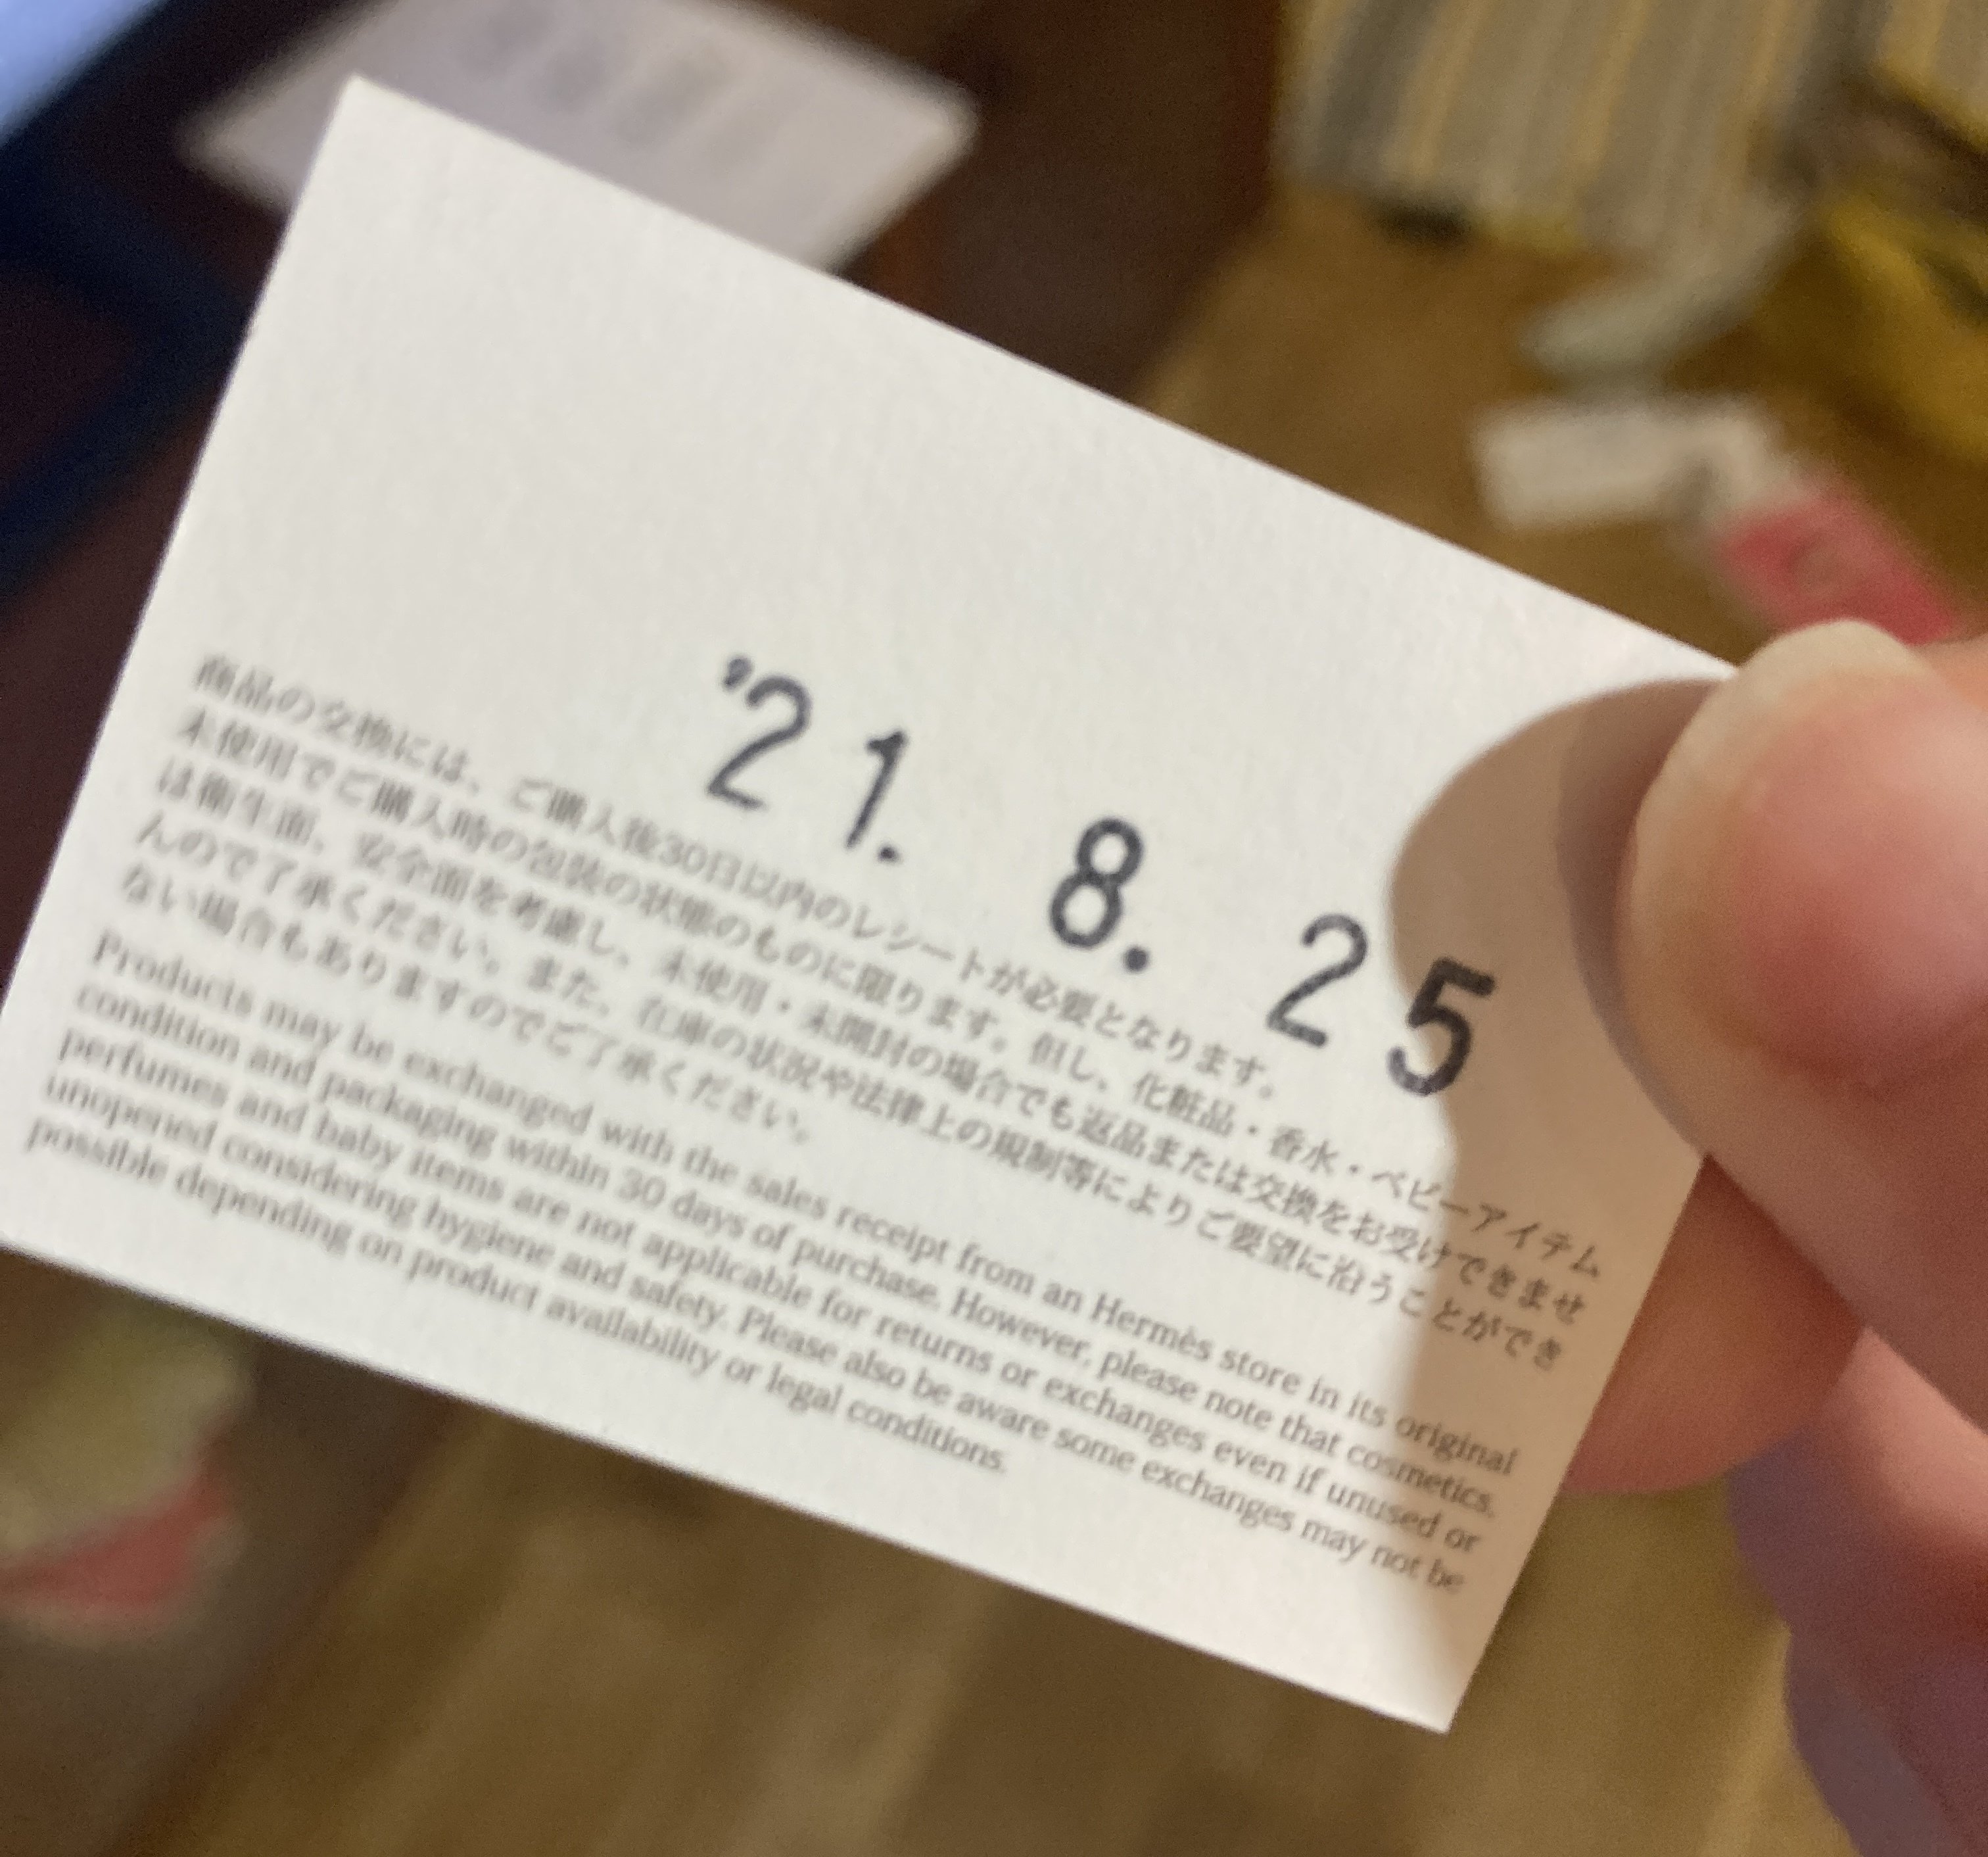 '21. 8. 25
商品の交換には、ご購入後30日以内のレシートが必要となります。
未使用でご購入時の包装の状態のものに限ります。但し、化粧品・香水・ベビーアイテム
は衛生面、安全面を考慮し、未使用・未開封の場合でも返品または交換をお受けできませ
んので了承ください。また、在庫の状況や法律上の規制等によりご要望に沿うことができ
ない場合もありますのでご了承ください。
Products may be exchanged with the sales receipt from an Hermès store in its original
condition and packaging within 30 days of purchase. However, please note that cosmetics,
perfumes and baby items are not applicable for returns or exchanges even if unused or
unopened considering hygiene and safety. Please also be aware some exchanges may not be
possible depending on product availability or legal conditions.